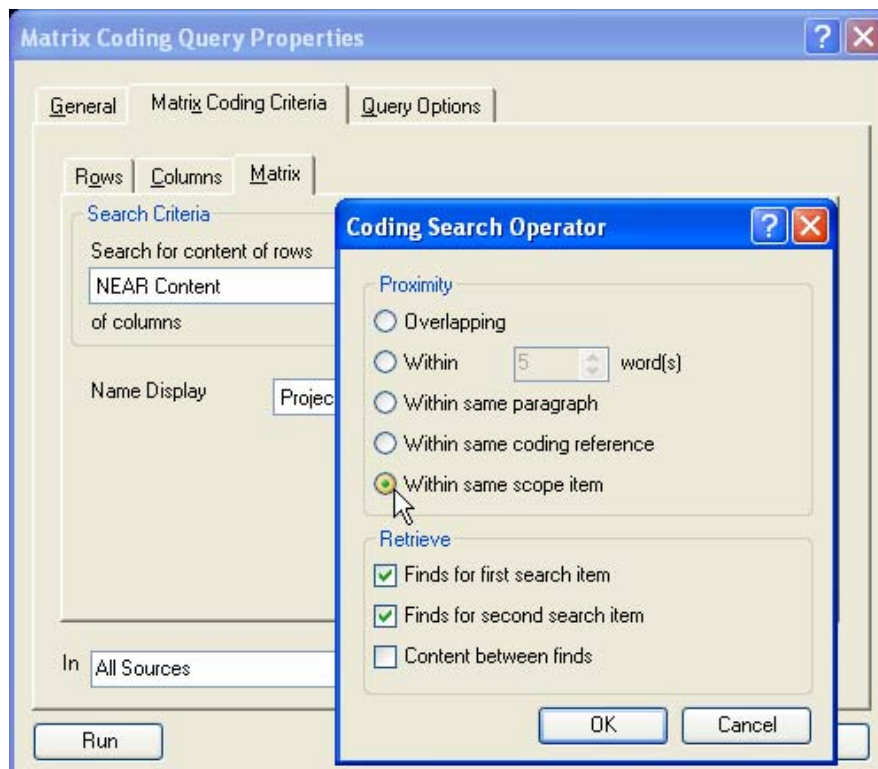 Matrix Coding Query Properties
General Matrix Coding Criteria Query Options
Rows Columns Matrix
Search Criteria
Search for content of rows
NEAR Content
of columns
Name Display
In All Sources
Run
Coding Search Operator
Proximity
Overlapping
Within 5 word(s)
Within same paragraph
Within same coding reference
Within same scope item
Retrieve
Finds for first search item
Finds for second search item
Content between finds
OK Cancel